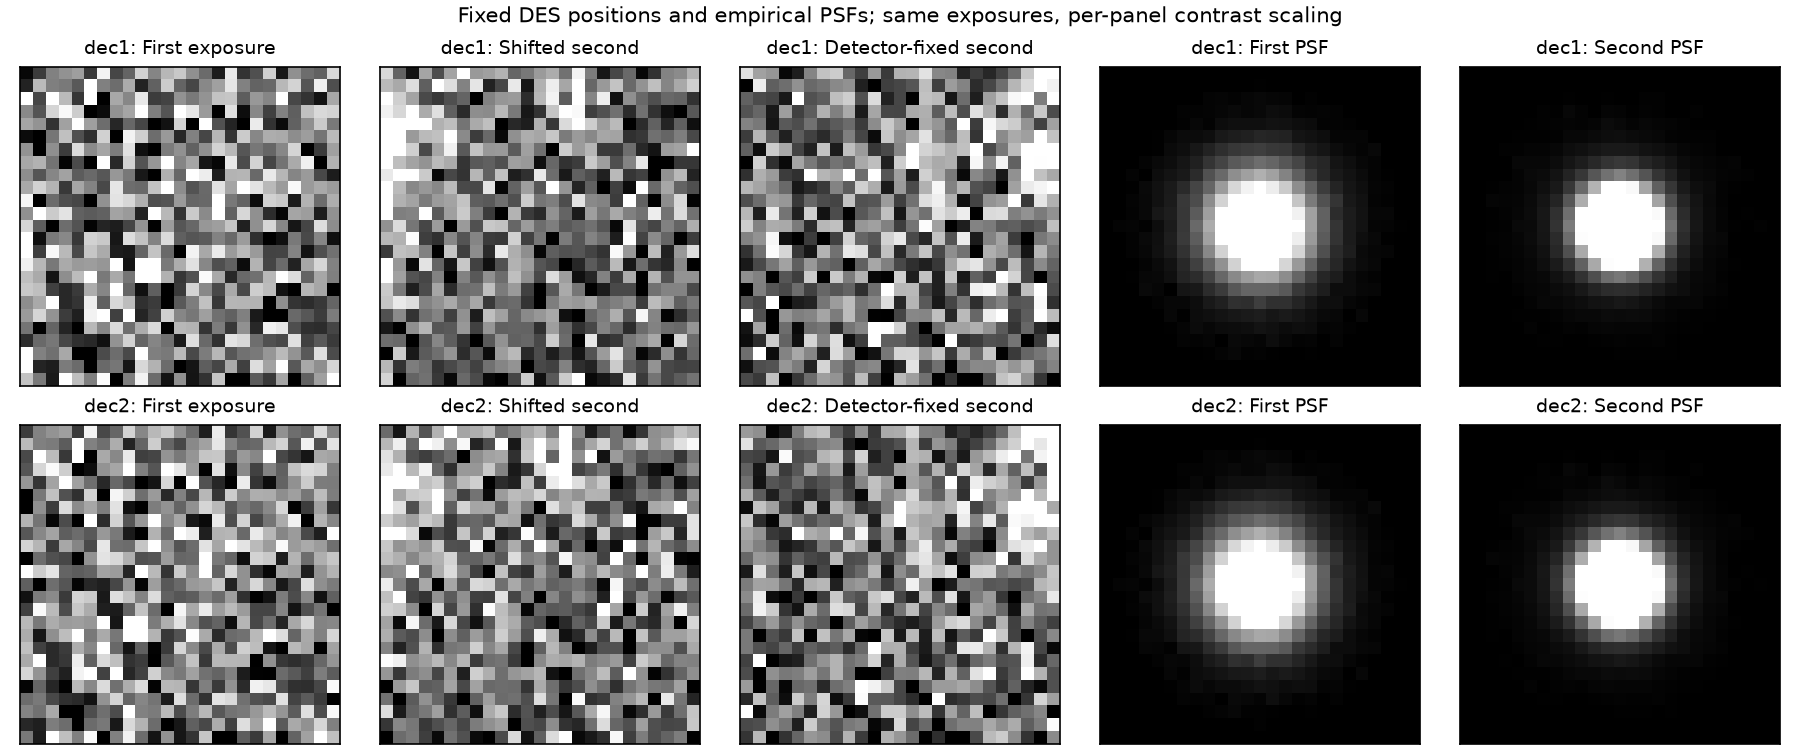 Fixed DES positions and empirical PSFs; same exposures, per-panel contrast scaling
dec1: First exposure
dec1: Shifted second
dec1: Detector-fixed second
dec1: First PSF
dec1: Second PSF
dec2: First exposure
dec2: Shifted second
dec2: Detector-fixed second
dec2: First PSF
dec2: Second PSF